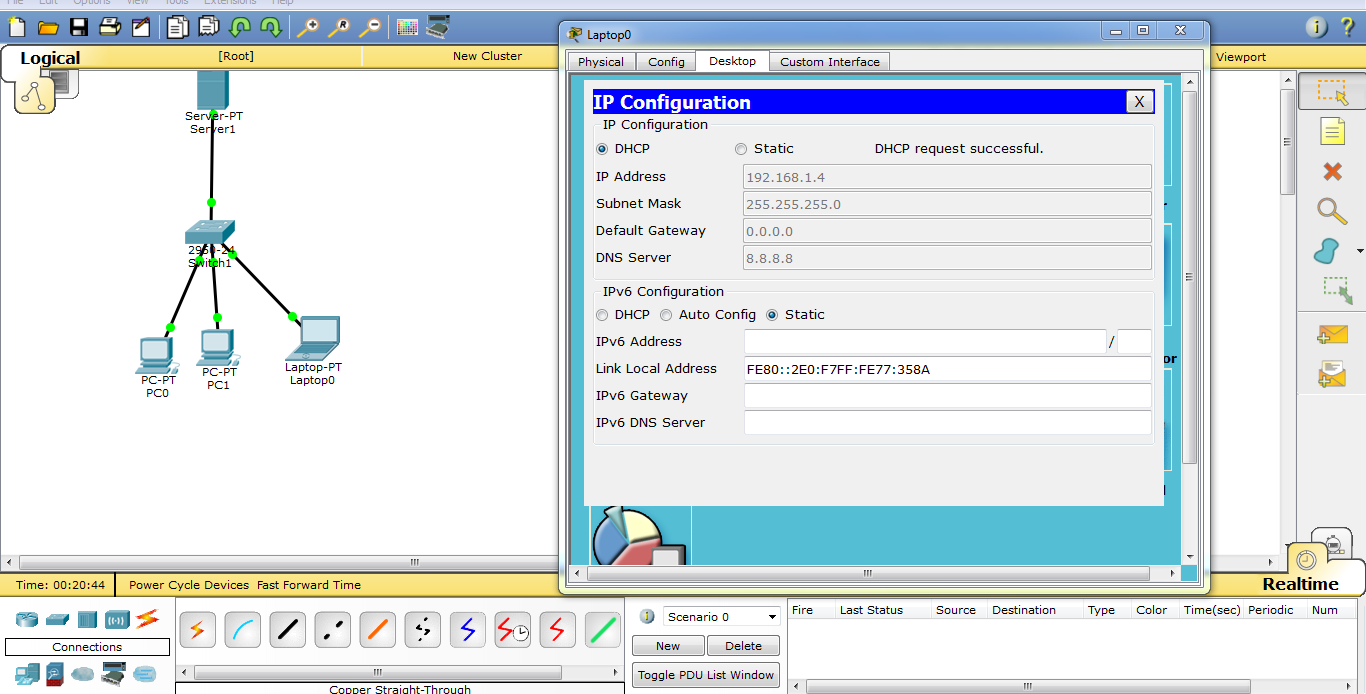 File Edit Options View Tools Extensions Help
Logical
[Root]
New Cluster
Viewport
Server-PT
Server1
2960-24
Switch1
PC-PT
PC0
PC-PT
PC1
Laptop-PT
Laptop0
Laptop0
Physical Config Desktop Custom Interface
IP Configuration X
IP Configuration
DHCP Static DHCP request successful.
IP Address 192.168.1.4
Subnet Mask 255.255.255.0
Default Gateway 0.0.0.0
DNS Server 8.8.8.8
IPv6 Configuration
DHCP Auto Config Static
IPv6 Address /
Link Local Address FE80::2E0:F7FF:FE77:358A
IPv6 Gateway
IPv6 DNS Server
Time: 00:20:44 Power Cycle Devices Fast Forward Time
Realtime
Connections
Copper Straight-Through
Scenario 0
New Delete
Toggle PDU List Window
Fire Last Status Source Destination Type Color Time(sec) Periodic Num